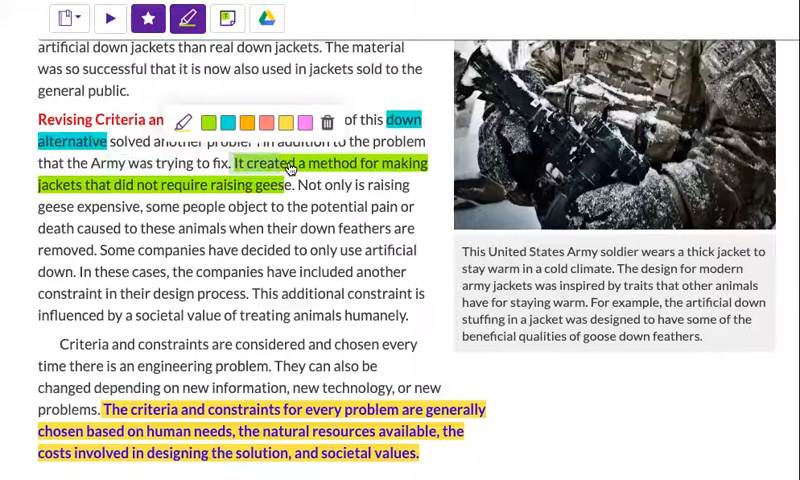 artificial down jackets than real down jackets. The material
was so successful that it is now also used in jackets sold to the
general public.
Revising Criteria an of this down
alternative solved another In addition to the problem
that the Army was trying to fix. It created a method for making
jackets that did not require raising geese. Not only is raising
geese expensive, some people object to the potential pain or
death caused to these animals when their down feathers are
removed. Some companies have decided to only use artificial
down. In these cases, the companies have included another
constraint in their design process. This additional constraint is
influenced by a societal value of treating animals humanely.
Criteria and constraints are considered and chosen every
time there is an engineering problem. They can also be
changed depending on new information, new technology, or new
problems. The criteria and constraints for every problem are generally
chosen based on human needs, the natural resources available, the
costs involved in designing the solution, and societal values.
This United States Army soldier wears a thick jacket to
stay warm in a cold climate. The design for modern
army jackets was inspired by traits that other animals
have for staying warm. For example, the artificial down
stuffing in a jacket was designed to have some of the
beneficial qualities of goose down feathers.